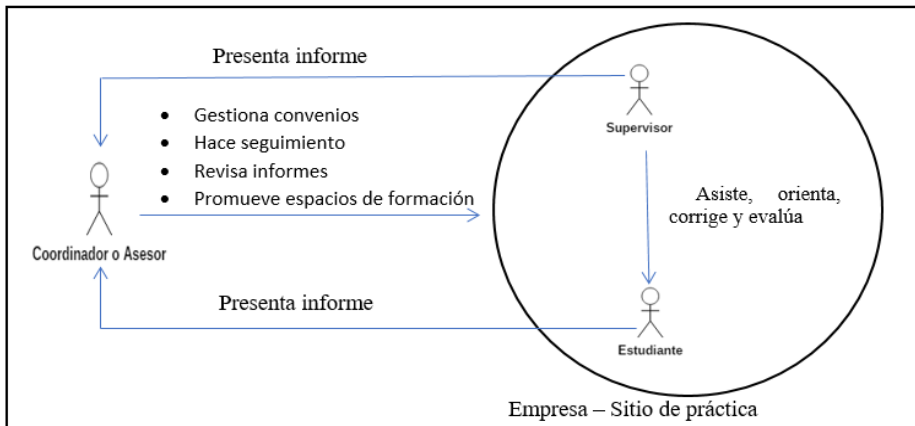 Presenta informe
• Gestiona convenios
• Hace seguimiento
• Revisa informes
• Promueve espacios de formación
Coordinador o Asesor
Supervisor
Asiste, orienta,
corrige y evalúa
Presenta informe
Estudiante
Empresa – Sitio de práctica